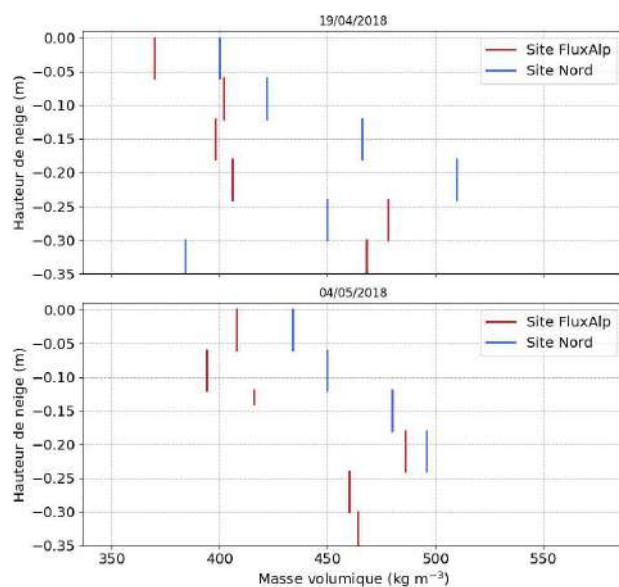 19/04/2018
Hauteur de neige (m)
0.00
−0.05
−0.10
−0.15
−0.20
−0.25
−0.30
−0.35
Site FluxAlp
Site Nord
04/05/2018
Hauteur de neige (m)
0.00
−0.05
−0.10
−0.15
−0.20
−0.25
−0.30
−0.35
Site FluxAlp
Site Nord
350 400 450 500 550
Masse volumique (kg m⁻³)